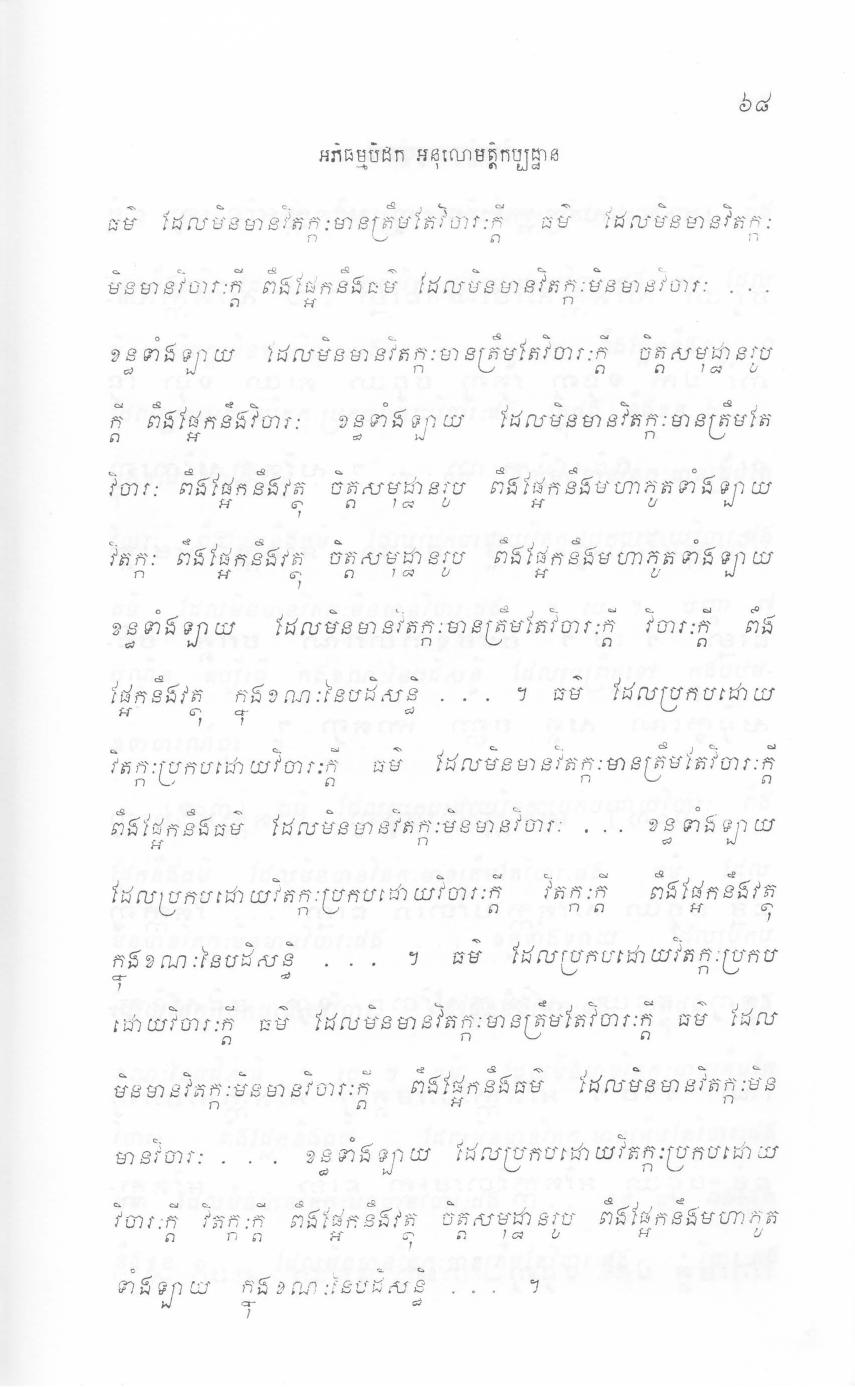 ៦៨
អភិធម្មបិដក អនុលោមត្តិកប្បដ្ឋាន
ធម៌ ដែលមិនមានវិតក្កៈមានត្រឹមតែវិចារៈក្តី ធម៌ ដែលមិនមានវិតក្កៈ
មិនមានវិចារៈក្តី ពឹងផ្អែកនឹងធម៌ ដែលមិនមានវិតក្កៈមិនមានវិចារៈ . . .
ខន្ធទាំងឡាយ ដែលមិនមានវិតក្កៈមានត្រឹមតែវិចារៈក្តី ចិត្តសមុដ្ឋានរូប
ក្តី ពឹងផ្អែកនឹងវិចារៈ ខន្ធទាំងឡាយ ដែលមិនមានវិតក្កៈមានត្រឹមតែ
វិចារៈ ពឹងផ្អែកនឹងវត្ថុ ចិត្តសមុដ្ឋានរូប ពឹងផ្អែកនឹងមហាភូតទាំងឡាយ
វិតក្កៈ ពឹងផ្អែកនឹងវត្ថុ ចិត្តសមុដ្ឋានរូប ពឹងផ្អែកនឹងមហាភូតទាំងឡាយ
ខន្ធទាំងឡាយ ដែលមិនមានវិតក្កៈមានត្រឹមតែវិចារៈក្តី វិចារៈក្តី ពឹង
ផ្អែកនឹងវត្ថុ ក្នុងខណៈនៃបដិសន្ធិ . . . ។ ធម៌ ដែលប្រកបដោយ
វិតក្កៈប្រកបដោយវិចារៈក្តី ធម៌ ដែលមិនមានវិតក្កៈមានត្រឹមតែវិចារៈក្តី
ពឹងផ្អែកនឹងធម៌ ដែលមិនមានវិតក្កៈមិនមានវិចារៈ . . . ខន្ធទាំងឡាយ
ដែលប្រកបដោយវិតក្កៈប្រកបដោយវិចារៈក្តី វិតក្កៈក្តី ពឹងផ្អែកនឹងវត្ថុ
ក្នុងខណៈនៃបដិសន្ធិ . . . ។ ធម៌ ដែលប្រកបដោយវិតក្កៈប្រកប
ដោយវិចារៈក្តី ធម៌ ដែលមិនមានវិតក្កៈមានត្រឹមតែវិចារៈក្តី ធម៌ ដែល
មិនមានវិតក្កៈមិនមានវិចារៈក្តី ពឹងផ្អែកនឹងធម៌ ដែលមិនមានវិតក្កៈមិន
មានវិចារៈ . . . ខន្ធទាំងឡាយ ដែលប្រកបដោយវិតក្កៈប្រកបដោយ
វិចារៈក្តី វិតក្កៈក្តី ពឹងផ្អែកនឹងវត្ថុ ចិត្តសមុដ្ឋានរូប ពឹងផ្អែកនឹងមហាភូត
ទាំងឡាយ ក្នុងខណៈនៃបដិសន្ធិ . . . ។